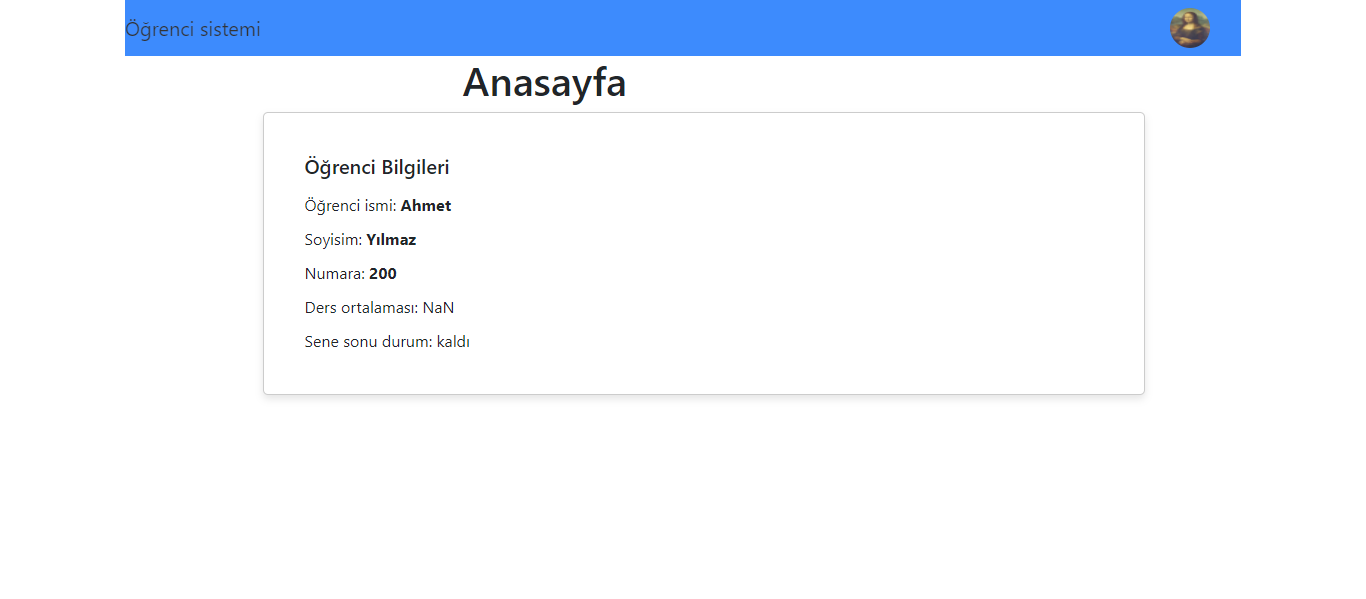 Öğrenci sistemi
Anasayfa
Öğrenci Bilgileri
Öğrenci ismi: Ahmet
Soyisim: Yılmaz
Numara: 200
Ders ortalaması: NaN
Sene sonu durum: kaldı